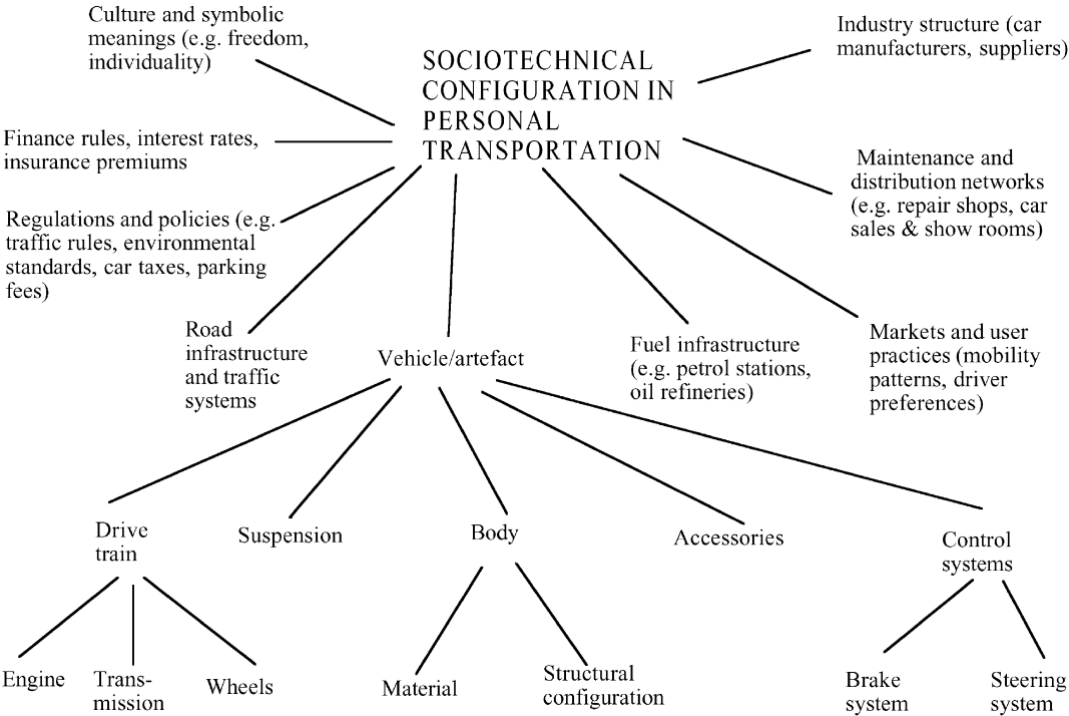 Culture and symbolic
meanings (e.g. freedom,
individuality)
SOCIOTECHNICAL
CONFIGURATION IN
PERSONAL
TRANSPORTATION
Industry structure (car
manufacturers, suppliers)
Finance rules, interest rates,
insurance premiums
Maintenance and
distribution networks
(e.g. repair shops, car
sales & show rooms)
Regulations and policies (e.g.
traffic rules, environmental
standards, car taxes, parking
fees)
Road
infrastructure
and traffic
systems
Vehicle/artefact
Fuel infrastructure
(e.g. petrol stations,
oil refineries)
Markets and user
practices (mobility
patterns, driver
preferences)
Drive
train
Suspension
Body
Accessories
Control
systems
Engine
Trans-
mission
Wheels
Material
Structural
configuration
Brake
system
Steering
system